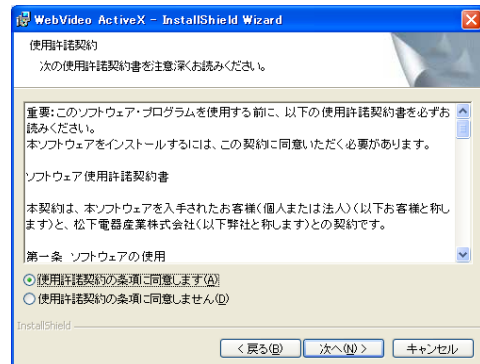 WebVideo ActiveX - InstallShield Wizard
使用許諾契約
次の使用許諾契約書を注意深くお読みください。
重要:このソフトウェア・プログラムを使用する前に、以下の使用許諾契約書を必ずお
読みください。
本ソフトウェアをインストールするには、この契約に同意いただく必要があります。
ソフトウェア使用許諾契約書
本契約は、本ソフトウェアを入手されたお客様(個人または法人)(以下お客様と称し
ます)と、松下電器産業株式会社(以下弊社と称します)との契約です。
第一条 ソフトウェアの使用
使用許諾契約の条項に同意します(A)
使用許諾契約の条項に同意しません(D)
InstallShield
< 戻る(B) 次へ(N) > キャンセル